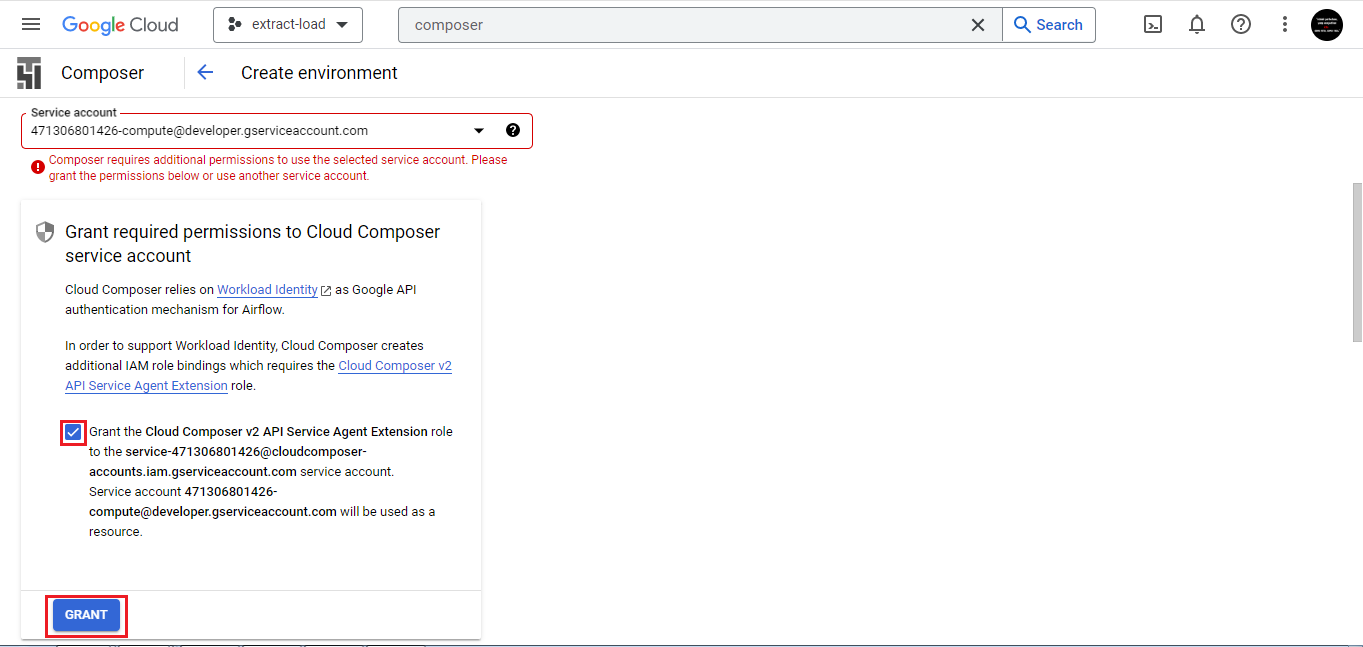 Google Cloud
extract-load
composer
Search
Composer
Create environment
Service account
471306801426-compute@developer.gserviceaccount.com
Composer requires additional permissions to use the selected service account. Please
grant the permissions below or use another service account.
Grant required permissions to Cloud Composer
service account
Cloud Composer relies on Workload Identity as Google API
authentication mechanism for Airflow.
In order to support Workload Identity, Cloud Composer creates
additional IAM role bindings which requires the Cloud Composer v2
API Service Agent Extension role.
Grant the Cloud Composer v2 API Service Agent Extension role
to the service-471306801426@cloudcomposer-
accounts.iam.gserviceaccount.com service account.
Service account 471306801426-
compute@developer.gserviceaccount.com will be used as a
resource.
GRANT